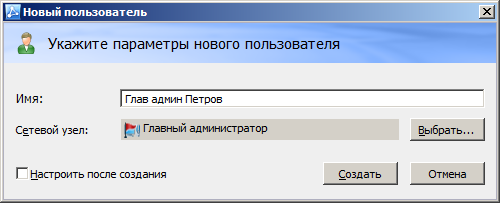 Новый пользователь
Укажите параметры нового пользователя
Имя: Глав админ Петров
Сетевой узел: Главный администратор Выбрать...
Настроить после создания Создать Отмена